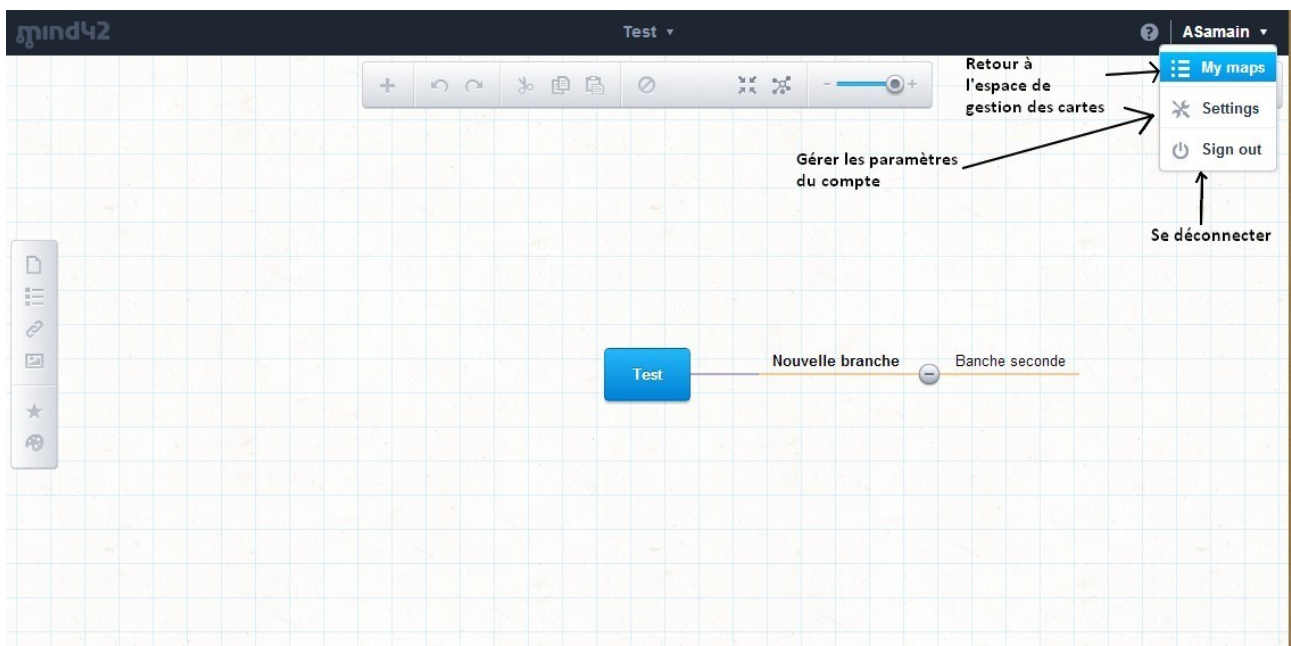 mind42
Test
ASamain
My maps
Settings
Sign out
Retour à
l'espace de
gestion des cartes
Gérer les paramètres
du compte
Se déconnecter
- +
Test
Nouvelle branche
Banche seconde